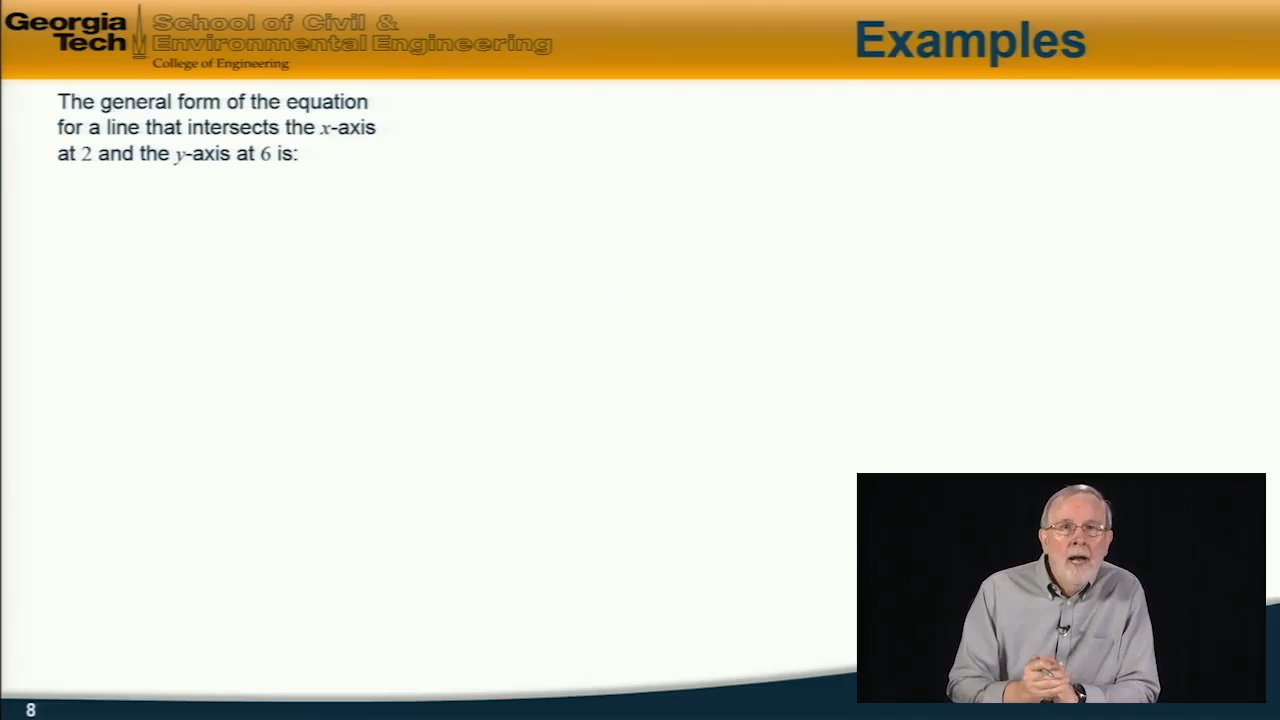 Georgia Tech
School of Civil &
Environmental Engineering
College of Engineering
Examples
The general form of the equation
for a line that intersects the x-axis
at 2 and the y-axis at 6 is:
8